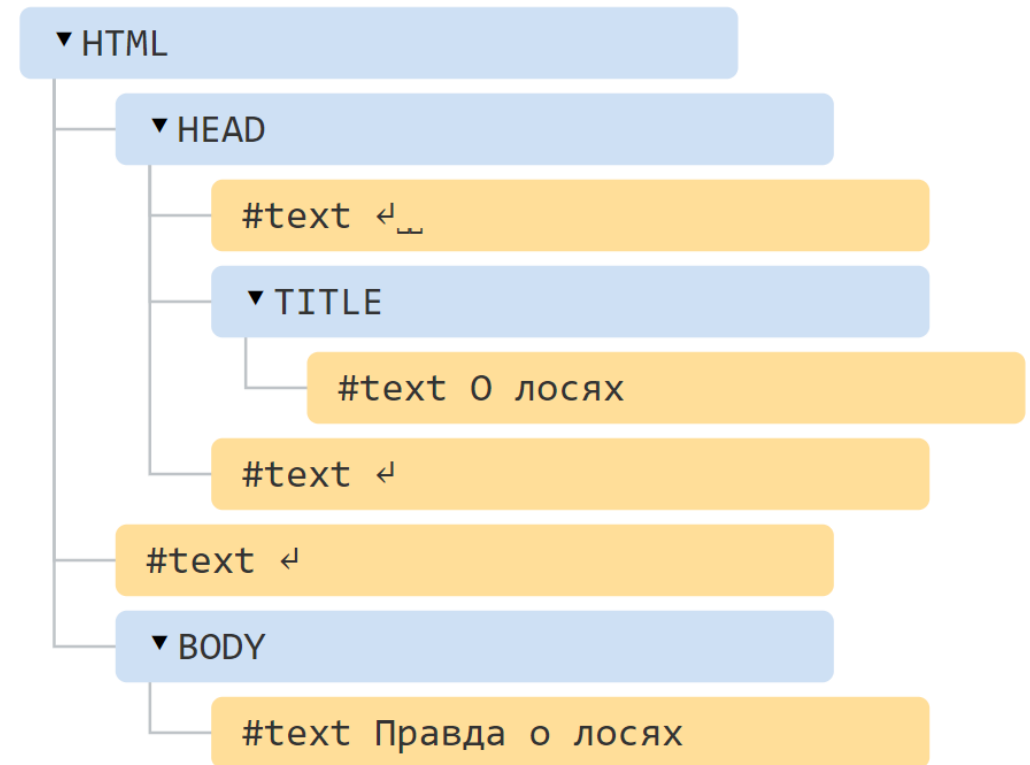 ▼ HTML
▼ HEAD
#text ↵␣␣
▼ TITLE
#text О лосях
#text ↵
#text ↵
▼ BODY
#text Правда о лосях